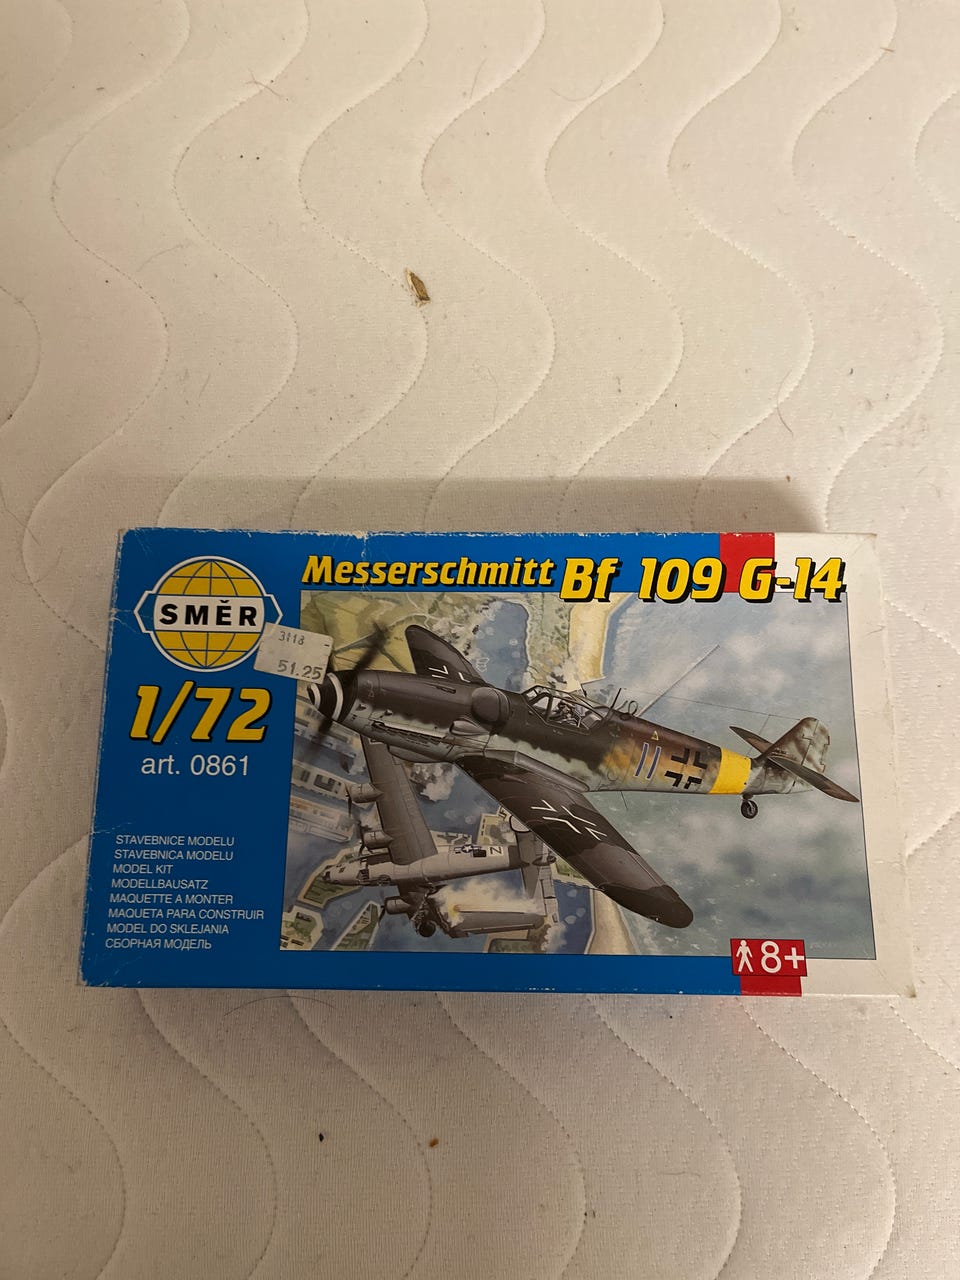 Messerschmitt Bf 109 G-14
SMĚR
3118
51.25
1/72
art. 0861
11
Z
STAVEBNICE MODELU
STAVEBNICA MODELU
MODEL KIT
MODELLBAUSATZ
MAQUETTE A MONTER
MAQUETA PARA CONSTRUIR
MODEL DO SKLEJANIA
СБОРНАЯ МОДЕЛЬ
8+